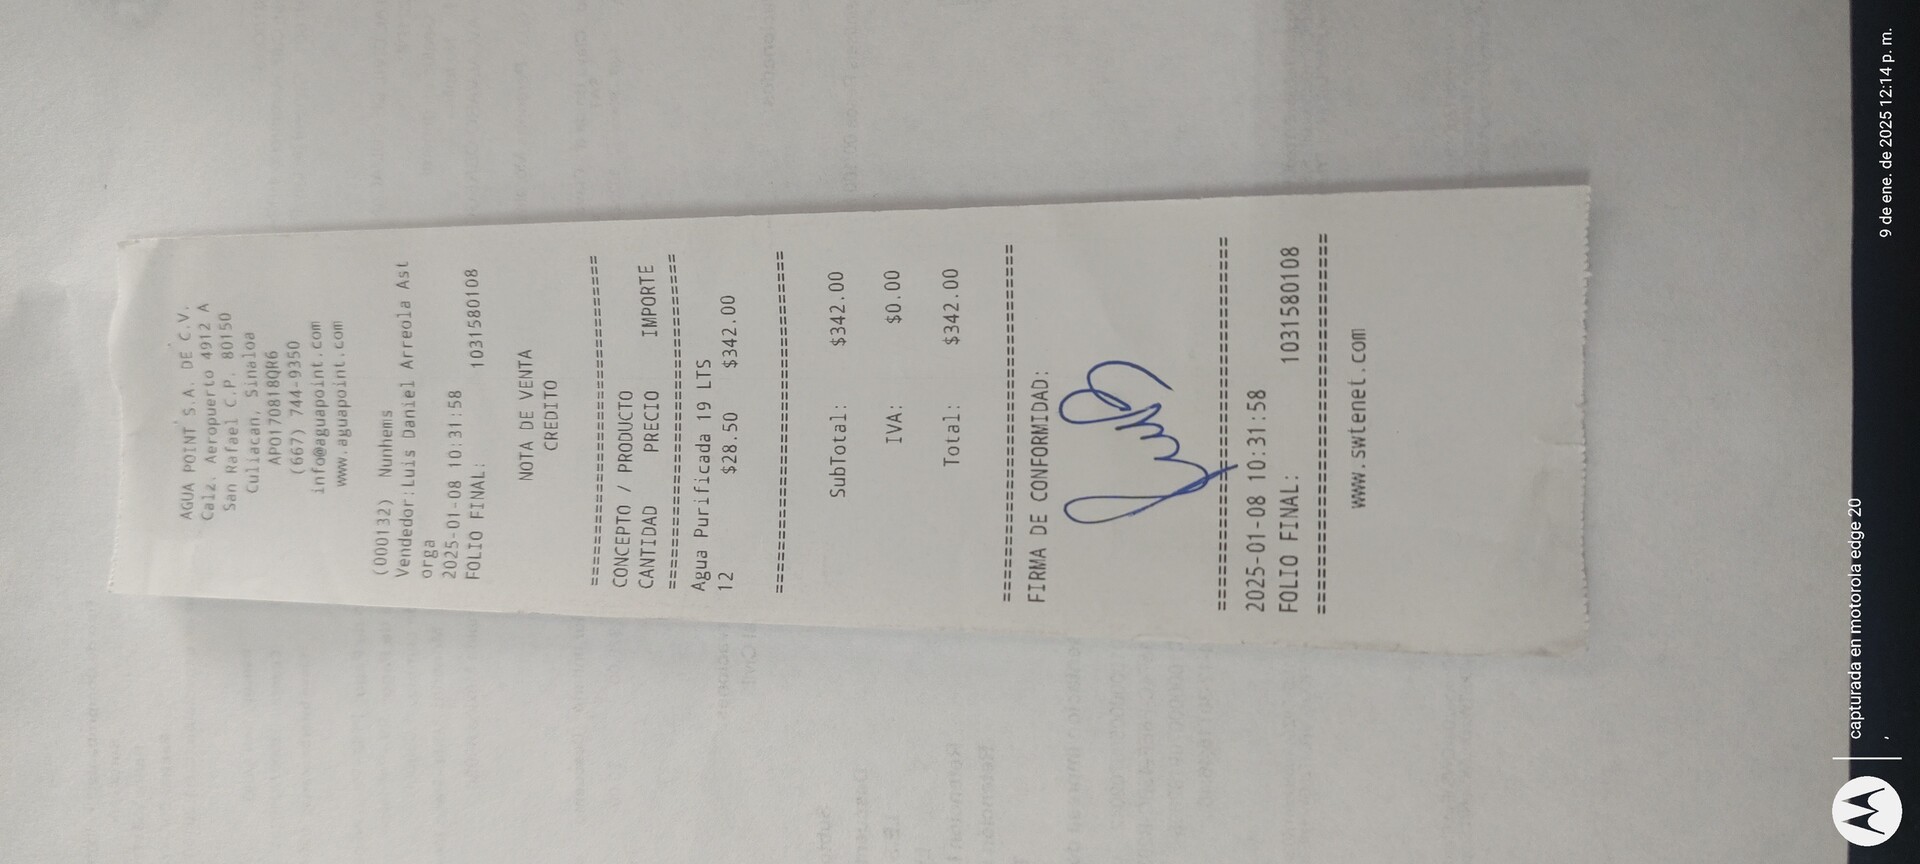 AGUA POINT S.A. DE C.V.
Calz. Aeropuerto 4912 A
San Rafael C.P. 80150
Culiacan, Sinaloa
APO170818QR6
(667) 744-9350
info@aguapoint.com
www.aguapoint.com
(000132) Nunhems
Vendedor:Luis Daniel Arreola Ast
orga
2025-01-08 10:31:58
FOLIO FINAL: 1031580108
NOTA DE VENTA
CREDITO
================================
CONCEPTO / PRODUCTO
CANTIDAD PRECIO IMPORTE
================================
Agua Purificada 19 LTS
12 $28.50 $342.00
================================
SubTotal: $342.00
IVA: $0.00
Total: $342.00
================================
FIRMA DE CONFORMIDAD:
================================
2025-01-08 10:31:58
FOLIO FINAL: 1031580108
================================
www.swtenet.com
capturada en motorola edge 20
,
9 de ene. de 2025 12:14 p. m.